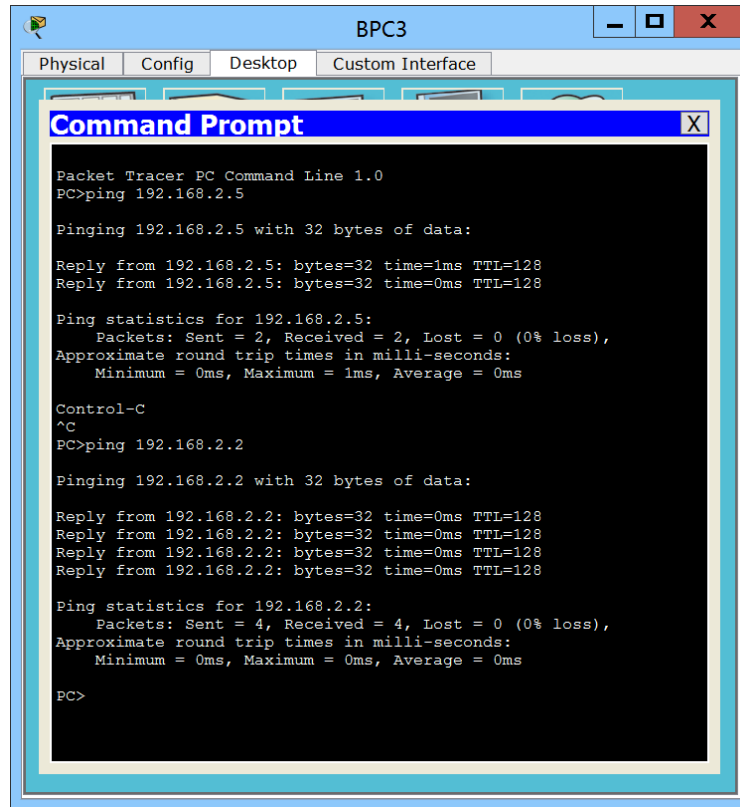 BPC3
X
Physical Config Desktop Custom Interface
Command Prompt X
Packet Tracer PC Command Line 1.0
PC>ping 192.168.2.5
Pinging 192.168.2.5 with 32 bytes of data:
Reply from 192.168.2.5: bytes=32 time=1ms TTL=128
Reply from 192.168.2.5: bytes=32 time=0ms TTL=128
Ping statistics for 192.168.2.5:
Packets: Sent = 2, Received = 2, Lost = 0 (0% loss),
Approximate round trip times in milli-seconds:
Minimum = 0ms, Maximum = 1ms, Average = 0ms
Control-C
^C
PC>ping 192.168.2.2
Pinging 192.168.2.2 with 32 bytes of data:
Reply from 192.168.2.2: bytes=32 time=0ms TTL=128
Reply from 192.168.2.2: bytes=32 time=0ms TTL=128
Reply from 192.168.2.2: bytes=32 time=0ms TTL=128
Reply from 192.168.2.2: bytes=32 time=0ms TTL=128
Ping statistics for 192.168.2.2:
Packets: Sent = 4, Received = 4, Lost = 0 (0% loss),
Approximate round trip times in milli-seconds:
Minimum = 0ms, Maximum = 0ms, Average = 0ms
PC>